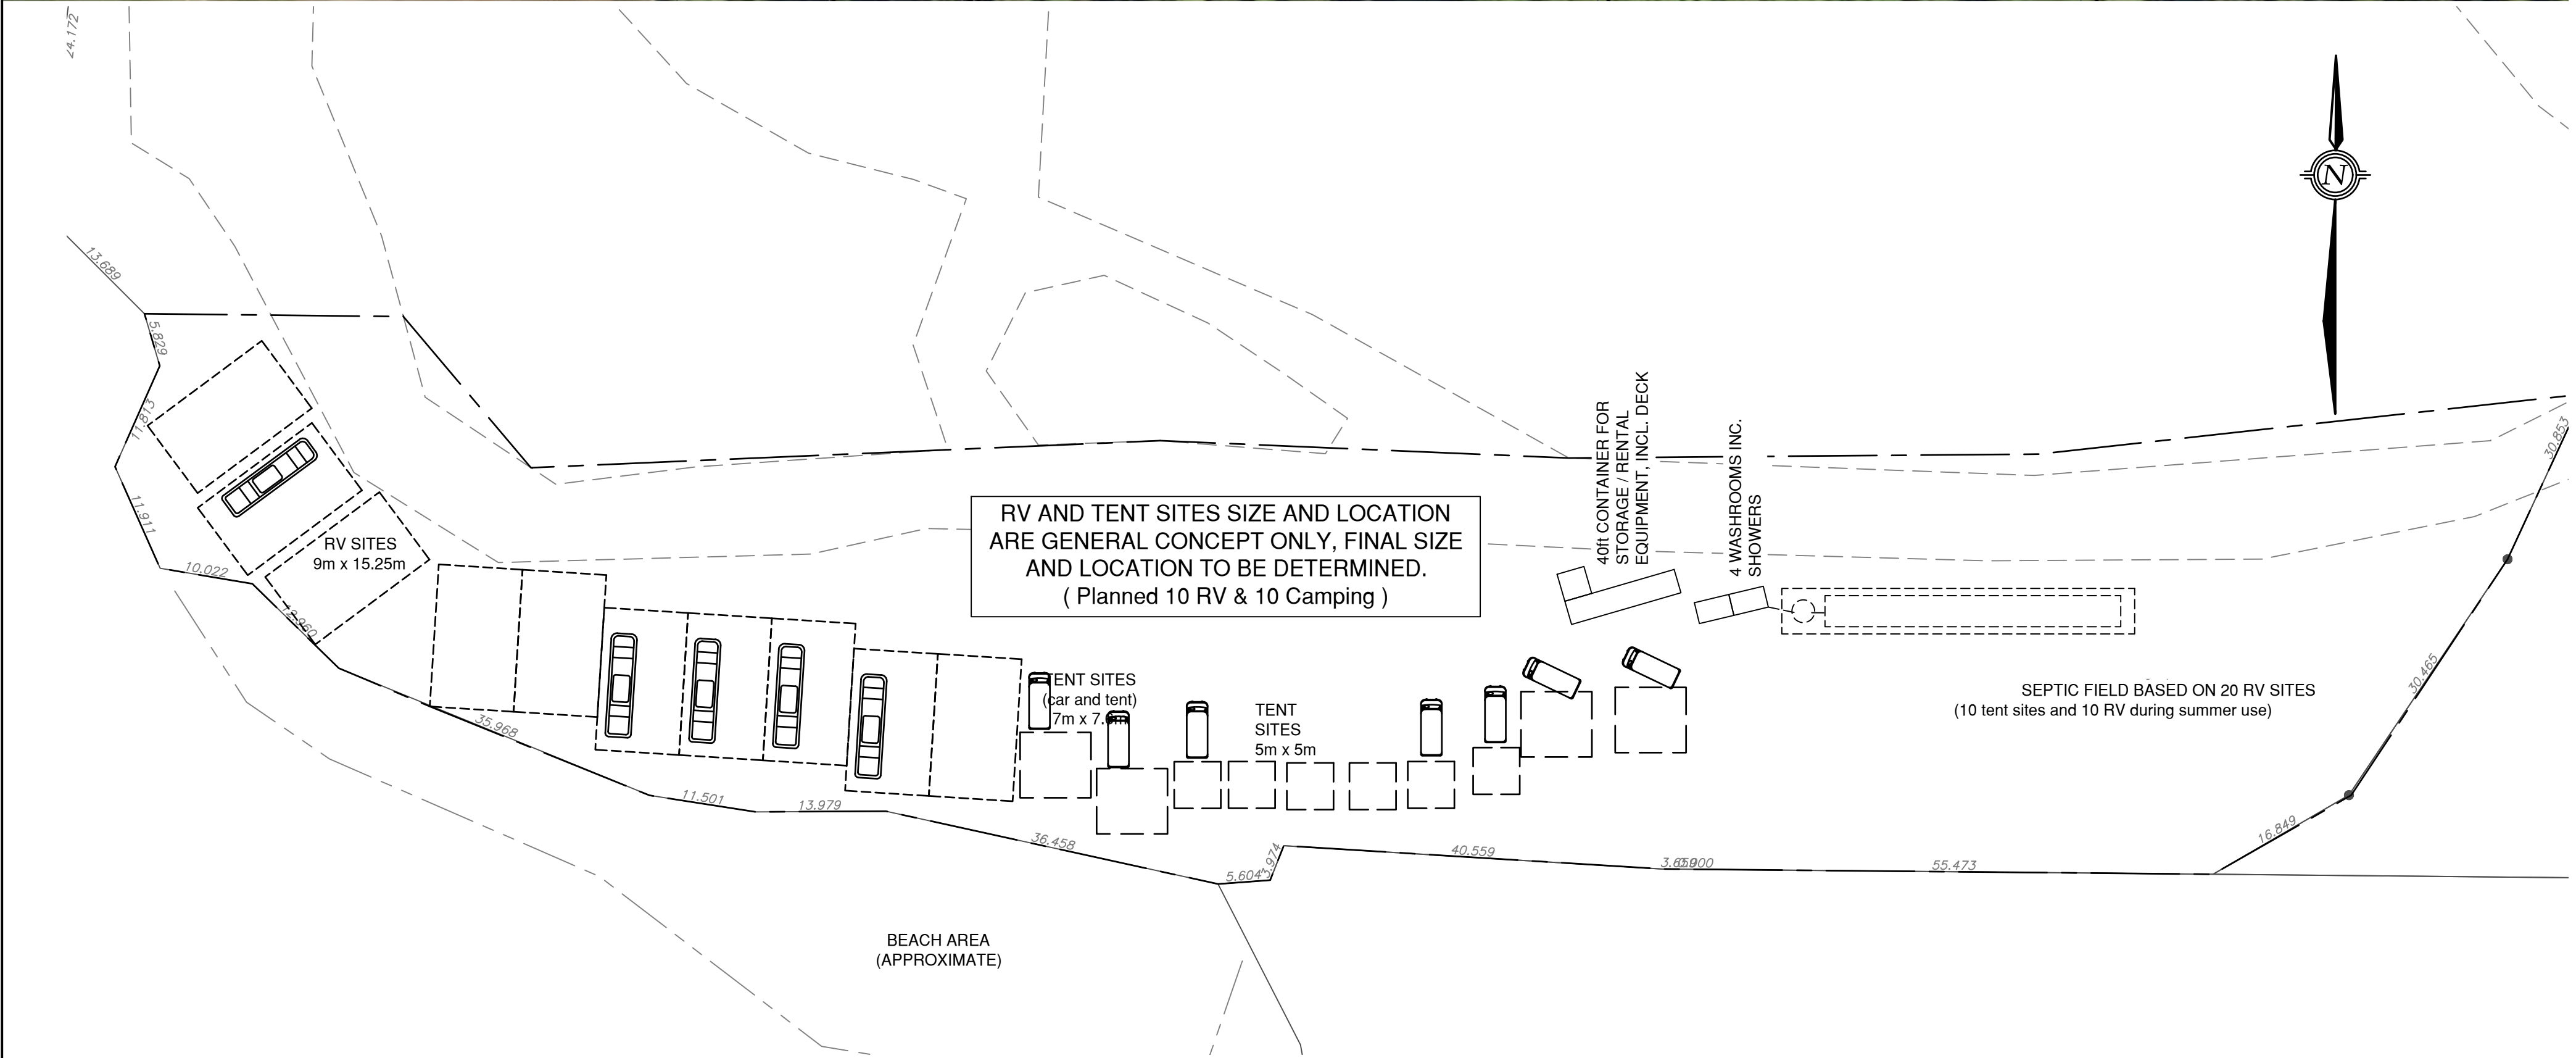 24.172
N
13.689
5.829
11.813
11.911
10.022
12.960
35.968
11.501
13.979
36.458
5.604
3.974
40.559
55.473
16.849
30.465
30.853
RV SITES
9m x 15.25m
RV AND TENT SITES SIZE AND LOCATION
ARE GENERAL CONCEPT ONLY, FINAL SIZE
AND LOCATION TO BE DETERMINED.
( Planned 10 RV & 10 Camping )
40ft CONTAINER FOR
STORAGE / RENTAL
EQUIPMENT, INCL. DECK
4 WASHROOMS INC.
SHOWERS
TENT SITES
(car and tent)
7m x
TENT
SITES
5m x 5m
SEPTIC FIELD BASED ON 20 RV SITES
(10 tent sites and 10 RV during summer use)
BEACH AREA
(APPROXIMATE)